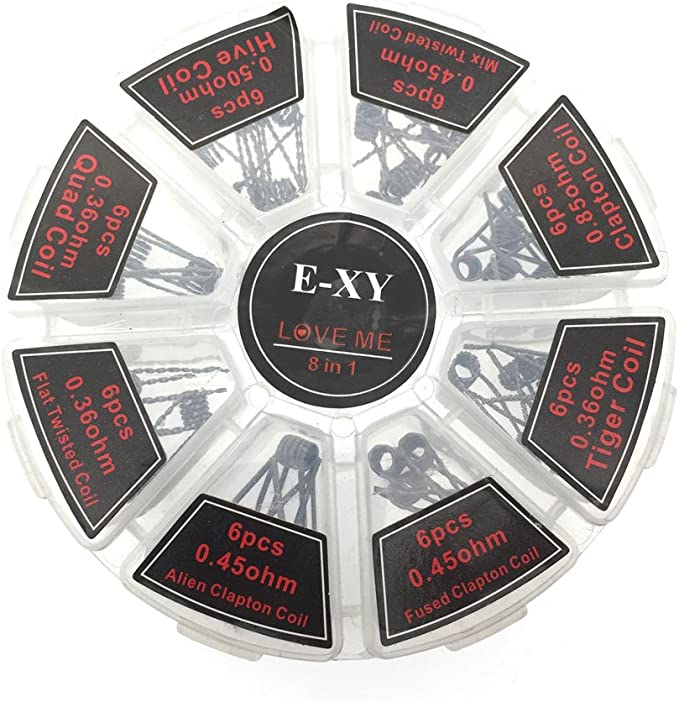 E-XY
LOVE ME
8 in 1
6pcs
0.45ohm
Mix Twisted Coil
6pcs
0.85ohm
Clapton Coil
6pcs
0.36ohm
Tiger Coil
6pcs
0.45ohm
Fused Clapton Coil
6pcs
0.45ohm
Alien Clapton Coil
6pcs
0.36ohm
Flat Twisted Coil
6pcs
0.36ohm
Quad Coil
6pcs
0.50ohm
Hive Coil